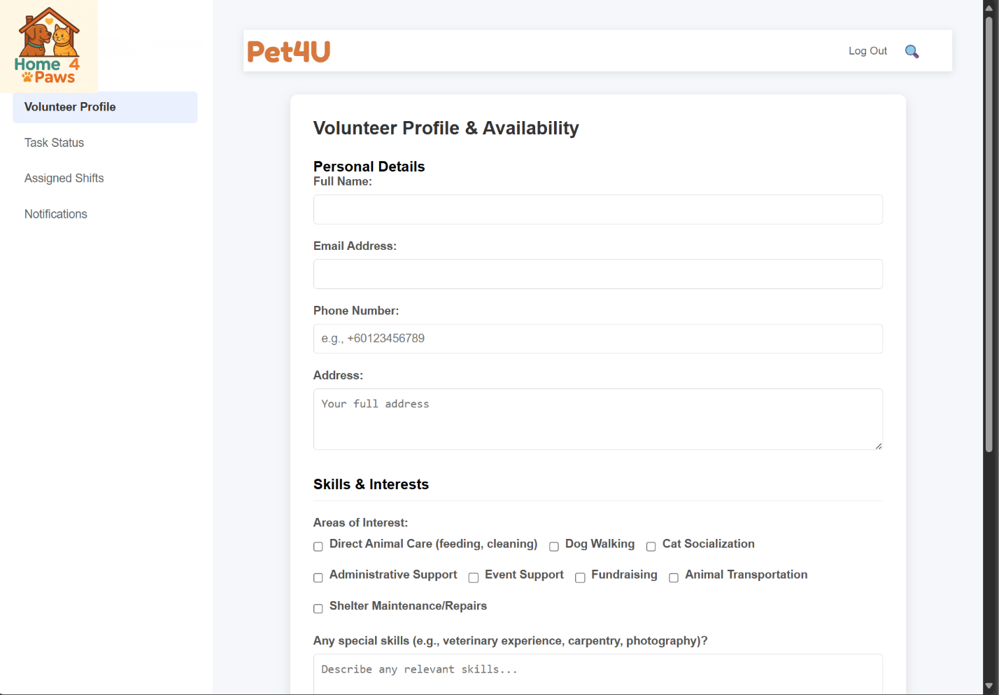 Home 4
Paws
Volunteer Profile
Task Status
Assigned Shifts
Notifications
Pet4U
Log Out
Volunteer Profile & Availability
Personal Details
Full Name:
Email Address:
Phone Number:
e.g., +60123456789
Address:
Your full address
Skills & Interests
Areas of Interest:
Direct Animal Care (feeding, cleaning) Dog Walking Cat Socialization
Administrative Support Event Support Fundraising Animal Transportation
Shelter Maintenance/Repairs
Any special skills (e.g., veterinary experience, carpentry, photography)?
Describe any relevant skills...